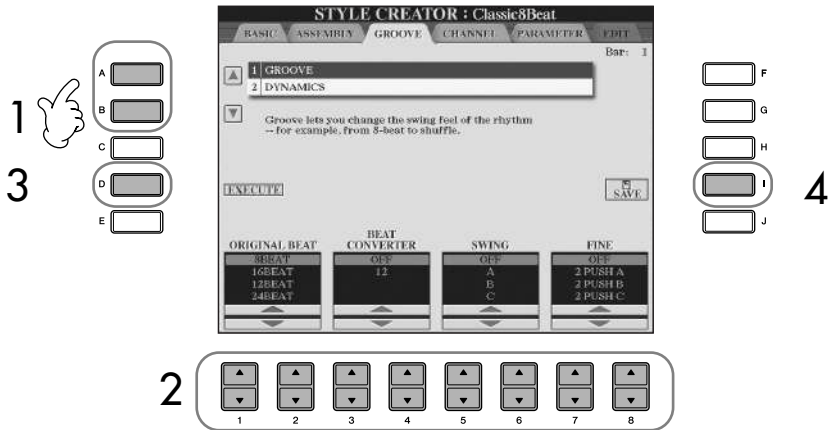 STYLE CREATOR : Classic8Beat
BASIC ASSEMBLY GROOVE CHANNEL PARAMETER EDIT
Bar: 1
1 GROOVE
2 DYNAMICS
Groove lets you change the swing feel of the rhythm
-- for example, from 8-beat to shuffle.
EXECUTE
SAVE
ORIGINAL BEAT BEAT CONVERTER SWING FINE
8BEAT OFF OFF OFF
16BEAT 12 A 2 PUSH A
12BEAT B 2 PUSH B
24BEAT C 2 PUSH C
A
B
C
D
E
F
G
H
I
J
1
3
4
2
1 2 3 4 5 6 7 8